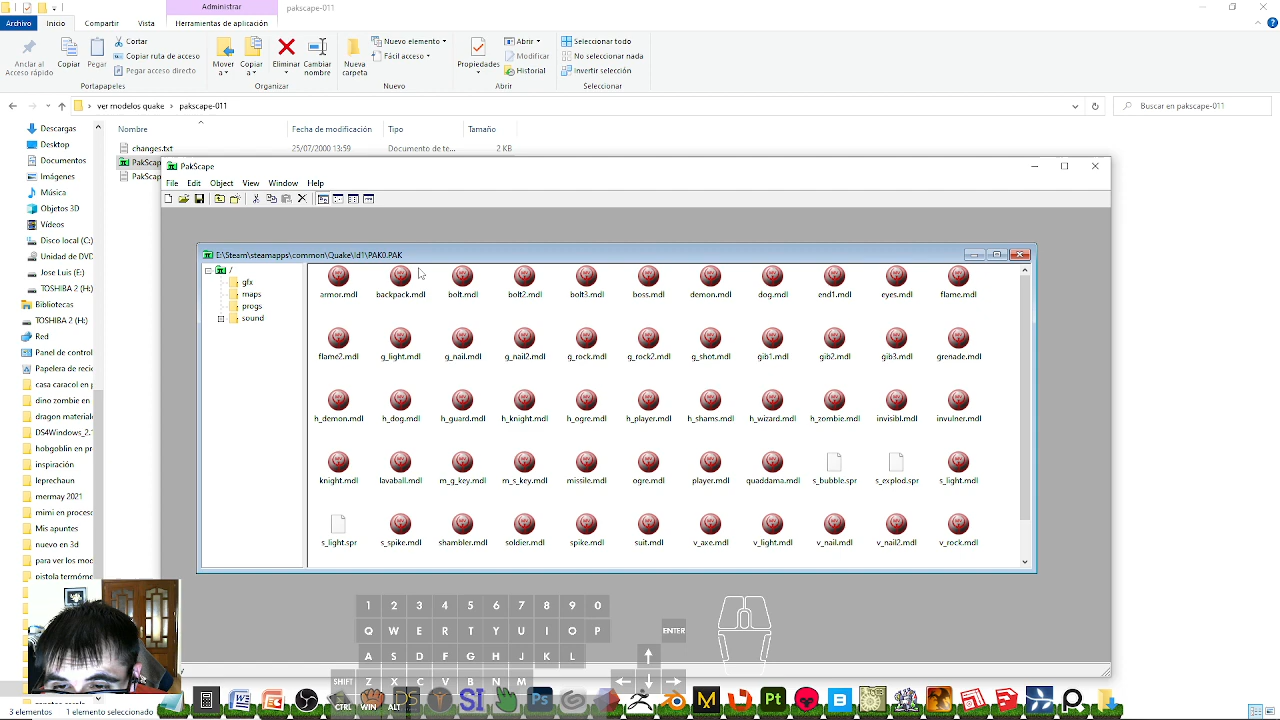 Administrar
pakscape-011
Archivo Inicio Compartir Vista Herramientas de aplicación
Anclar al Acceso rápido
Copiar
Pegar
Cortar
Copiar ruta de acceso
Pegar acceso directo
Mover a
Copiar a
Eliminar
Cambiar nombre
Nueva carpeta
Nuevo elemento
Fácil acceso
Propiedades
Abrir
Modificar
Historial
Seleccionar todo
No seleccionar nada
Invertir selección
Portapapeles Organizar Nuevo Abrir Seleccionar
ver modelos quake pakscape-011
Buscar en pakscape-011
Nombre Fecha de modificación Tipo Tamaño
changes.txt 25/07/2000 13:59 Documento de te... 2 KB
PakScap
PakScap
Descargas
Desktop
Documentos
Imágenes
Música
Objetos 3D
Vídeos
Disco local (C:)
Unidad de DVD
Jose Luis (E:)
TOSHIBA 2 (H:)
Bibliotecas
TOSHIBA 2 (H:)
Red
Panel de control
Papelera de recic
casa caracol en p
dino zombie en
dragon material
DS4Windows_2.
hobgoblin en pr
inspiración
leprechaun
mermay 2021
mimi en proceso
Mis apuntes
nuevo en 3d
para ver los mod
pistola termóme
PakScape
File Edit Object View Window Help
E:\Steam\steamapps\common\Quake\Id1\PAK0.PAK
/
gfx
maps
progs
sound
armor.mdl backpack.mdl bolt.mdl bolt2.mdl bolt3.mdl boss.mdl demon.mdl dog.mdl end1.mdl eyes.mdl flame.mdl
flame2.mdl g_light.mdl g_nail.mdl g_nail2.mdl g_rock.mdl g_rock2.mdl g_shot.mdl gib1.mdl gib2.mdl gib3.mdl grenade.mdl
h_demon.mdl h_dog.mdl h_guard.mdl h_knight.mdl h_ogre.mdl h_player.mdl h_shams.mdl h_wizard.mdl h_zombie.mdl invisibl.mdl invulner.mdl
knight.mdl lavaball.mdl m_g_key.mdl m_s_key.mdl missile.mdl ogre.mdl player.mdl quaddama.mdl s_bubble.spr s_explod.spr s_light.mdl
s_light.spr s_spike.mdl shambler.mdl soldier.mdl spike.mdl suit.mdl v_axe.mdl v_light.mdl v_nail.mdl v_nail2.mdl v_rock.mdl
1 2 3 4 5 6 7 8 9 0
Q W E R T Y U I O P
ENTER
A S D F G H J K L
SHIFT Z X C V B N M
CTRL WIN ALT
DS SI Ps Pt
3 elementos 1 elemento seleccionado